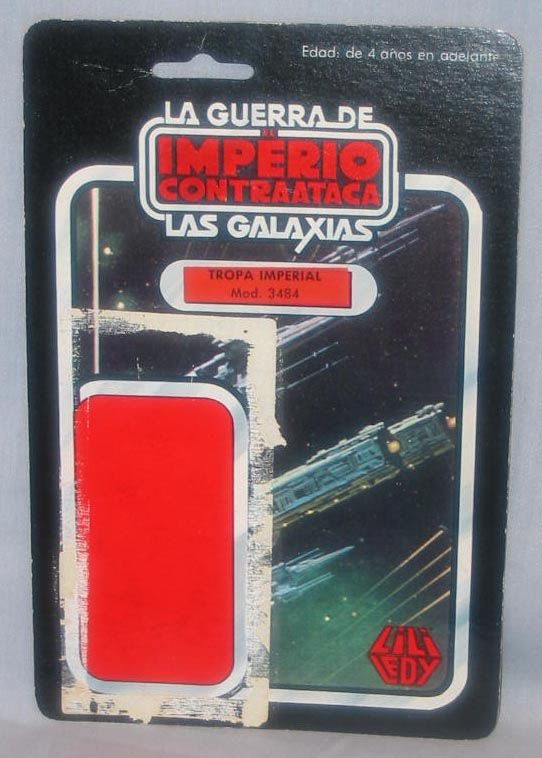 Edad: de 4 años en adelante
LA GUERRA DE
EL
IMPERIO
CONTRAATACA
LAS GALAXIAS
TROPA IMPERIAL
Mod. 3484
LiLi
LEDY